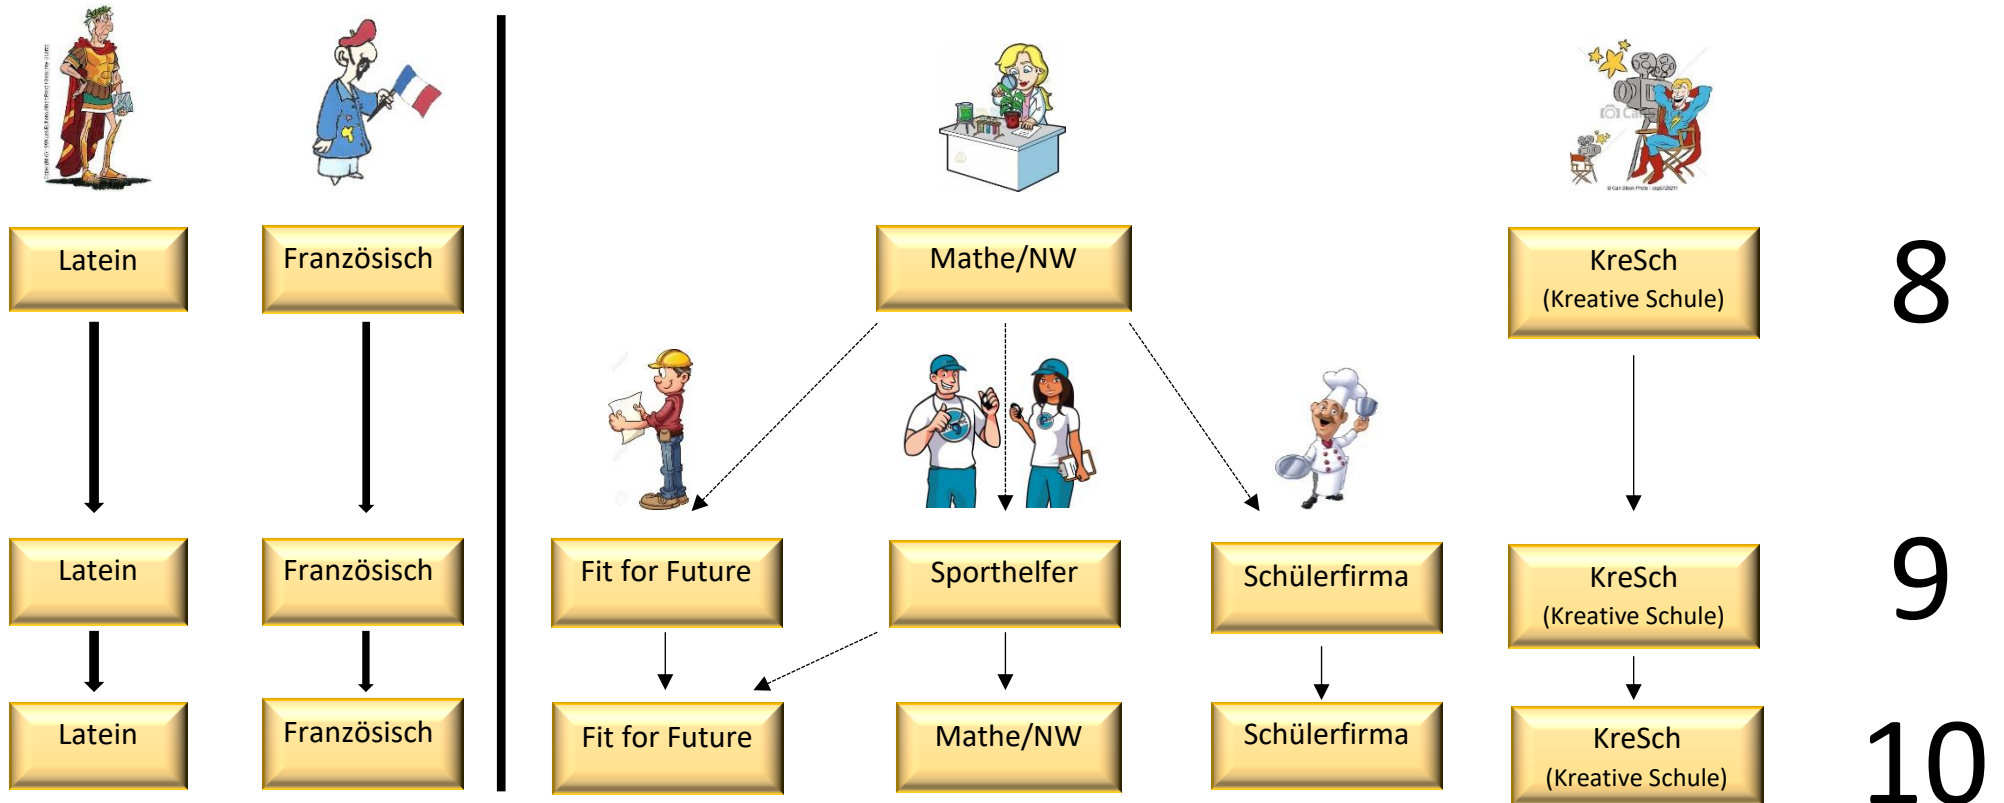 Latein
Französisch
Mathe/NW
KreSch
(Kreative Schule)
8
Latein
Französisch
Fit for Future
Sporthelfer
Schülerfirma
KreSch
(Kreative Schule)
9
Latein
Französisch
Fit for Future
Mathe/NW
Schülerfirma
KreSch
(Kreative Schule)
10